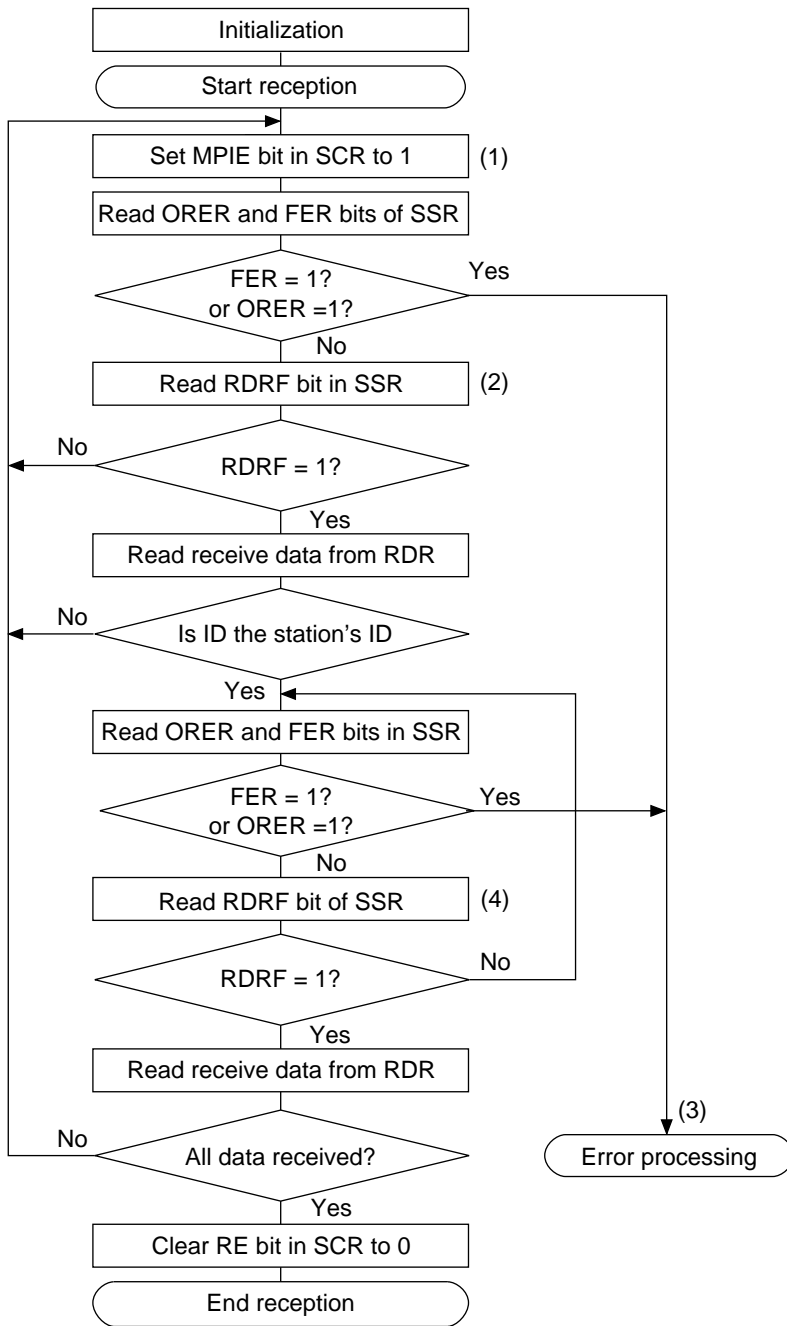 Initialization
Start reception
Set MPIE bit in SCR to 1
(1)
Read ORER and FER bits of SSR
FER = 1?
or ORER =1?
Yes
No
Read RDRF bit in SSR
(2)
No
RDRF = 1?
Yes
Read receive data from RDR
No
Is ID the station's ID
Yes
Read ORER and FER bits in SSR
FER = 1?
or ORER =1?
Yes
No
Read RDRF bit of SSR
(4)
RDRF = 1?
No
Yes
Read receive data from RDR
(3)
No
All data received?
Error processing
Yes
Clear RE bit in SCR to 0
End reception